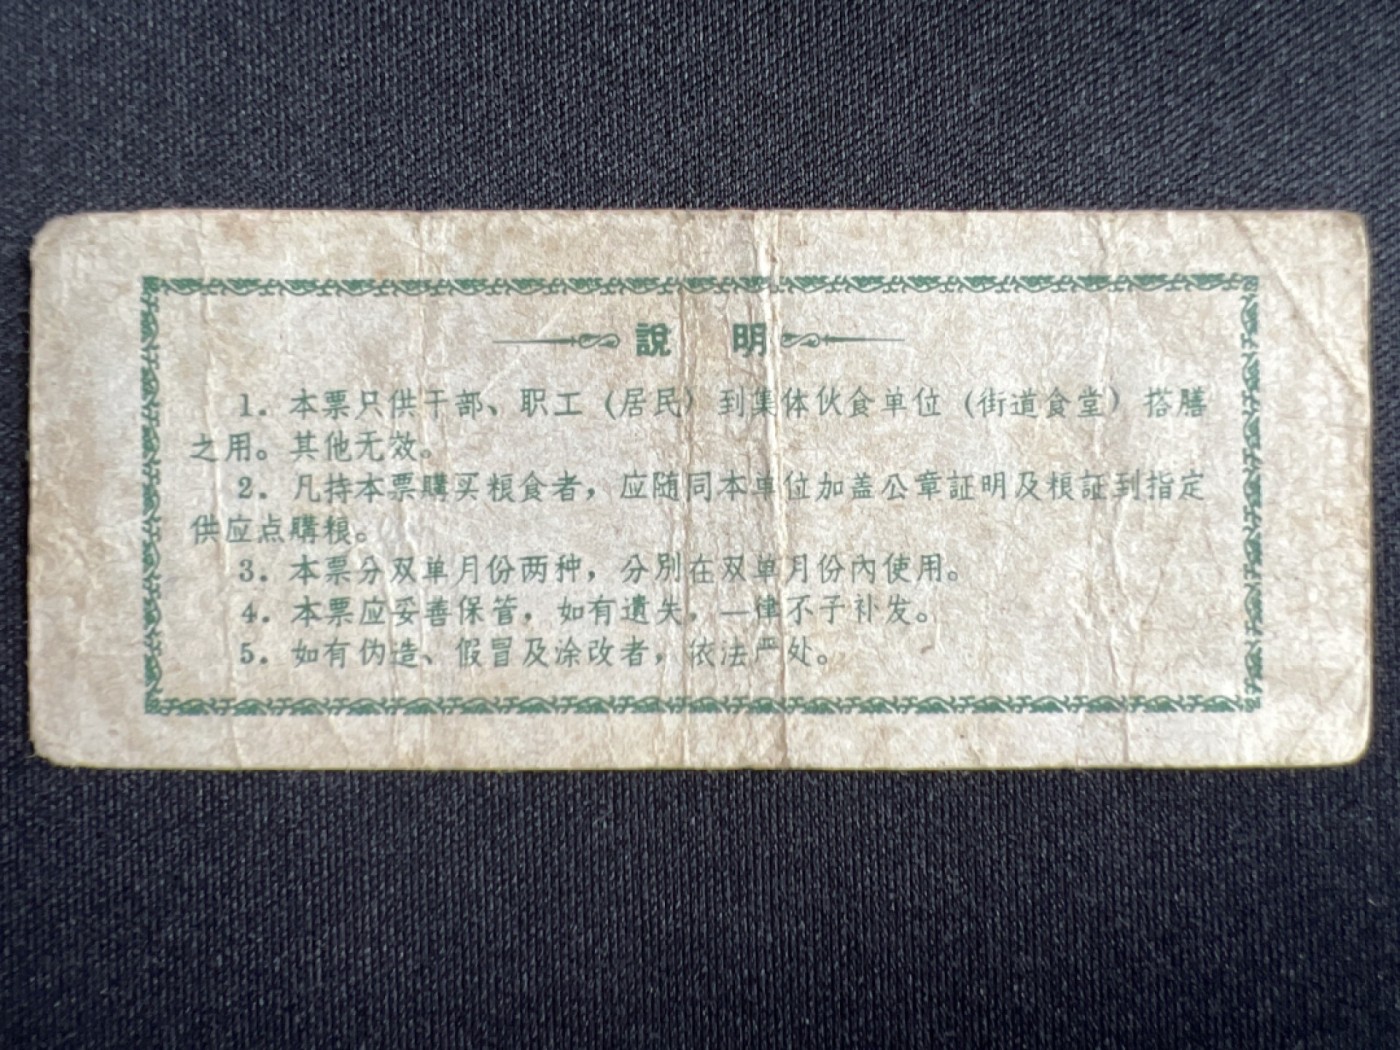 說 明
1. 本票只供干部、职工（居民）到集体伙食单位（街道食堂）搭膳
之用。其他无效。
2. 凡持本票購买粮食者，应随同本单位加盖公章証明及根証到指定
供应点購粮。
3. 本票分双单月份两种，分別在双单月份內使用。
4. 本票应妥善保管，如有遺失，一律不予补发。
5. 如有伪造、假冒及涂改者，依法严处。